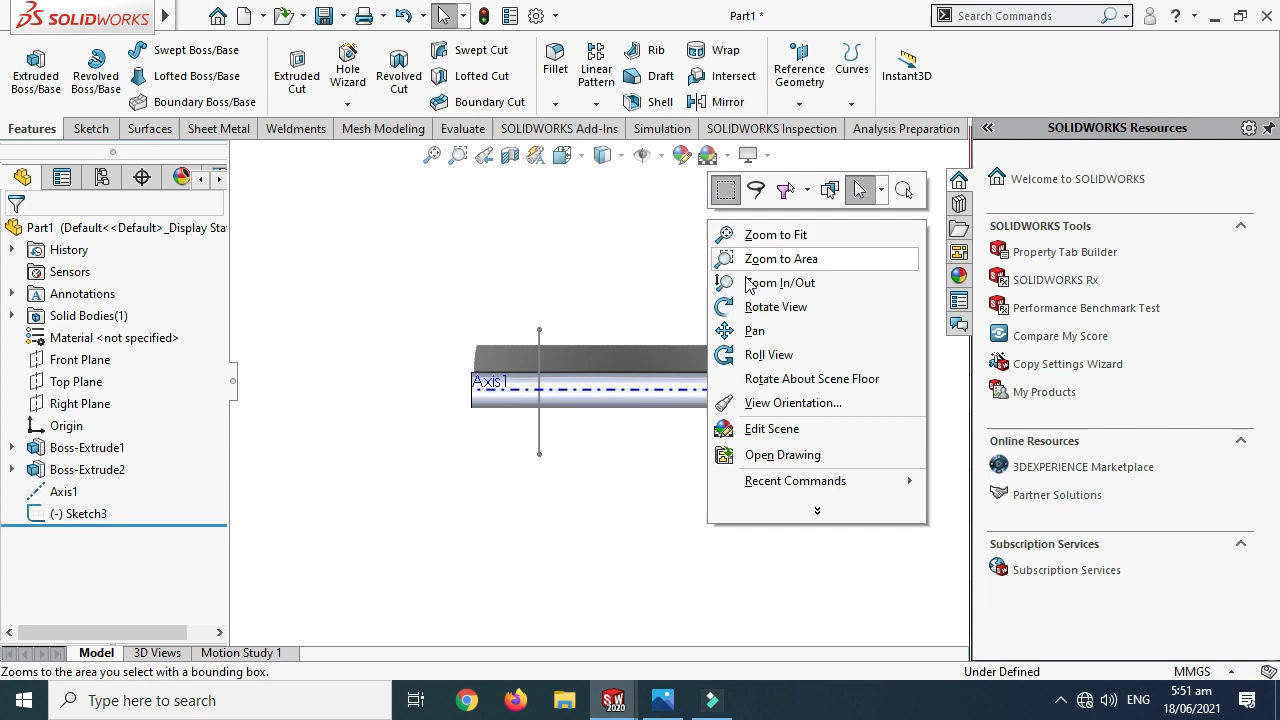 SOLIDWORKS
Part1 *
Search Commands
Extruded Boss/Base
Revolved Boss/Base
Swept Boss/Base
Lofted Boss/Base
Boundary Boss/Base
Extruded Cut
Hole Wizard
Revolved Cut
Swept Cut
Lofted Cut
Boundary Cut
Fillet
Linear Pattern
Rib
Draft
Shell
Wrap
Intersect
Mirror
Reference Geometry
Curves
Instant3D
Features
Sketch
Surfaces
Sheet Metal
Weldments
Mesh Modeling
Evaluate
SOLIDWORKS Add-Ins
Simulation
SOLIDWORKS Inspection
Analysis Preparation
SOLIDWORKS Resources
Part1 (Default<<Default>_Display Sta
History
Sensors
Annotations
Solid Bodies(1)
Material <not specified>
Front Plane
Top Plane
Right Plane
Origin
Boss-Extrude1
Boss-Extrude2
Axis1
(-) Sketch3
Axis1
Zoom to Fit
Zoom to Area
Zoom In/Out
Rotate View
Pan
Roll View
Rotate About Scene Floor
View Orientation...
Edit Scene
Open Drawing
Recent Commands
Welcome to SOLIDWORKS
SOLIDWORKS Tools
Property Tab Builder
SOLIDWORKS Rx
Performance Benchmark Test
Compare My Score
Copy Settings Wizard
My Products
Online Resources
3DEXPERIENCE Marketplace
Partner Solutions
Subscription Services
Subscription Services
Model
3D Views
Motion Study 1
Zooms to the area you select with a bounding box.
Under Defined
MMGS
Type here to search
SW
2020
ENG
5:51 am
18/06/2021